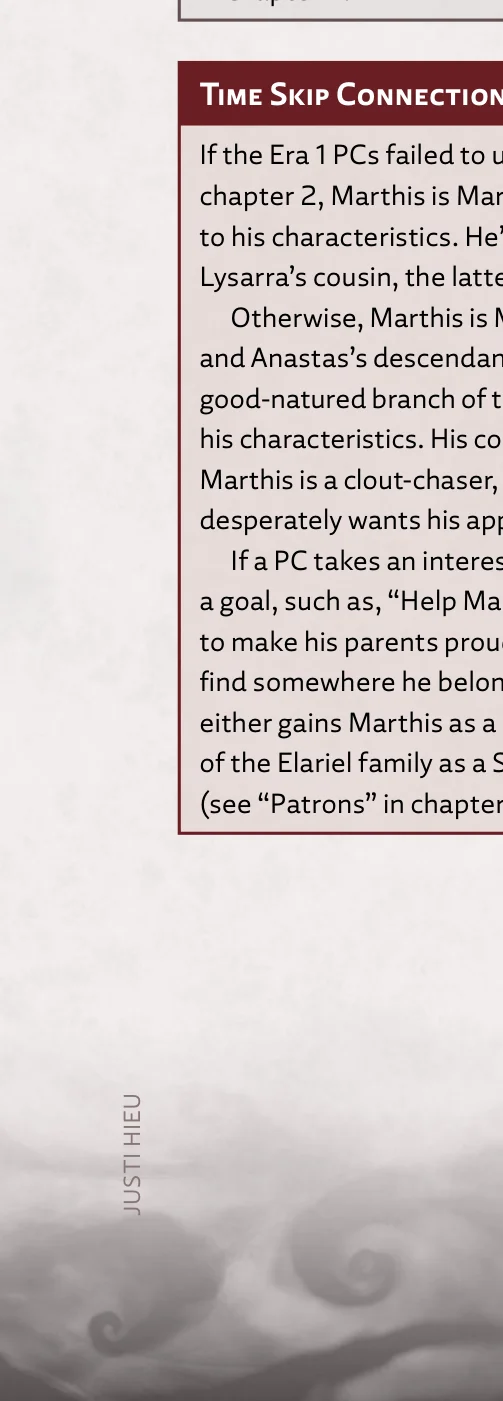 Time Skip Connection
If the Era 1 PCs failed to
chapter 2, Marthis is Mar
to his characteristics. He’
Lysarra’s cousin, the latte
Otherwise, Marthis is
and Anastas’s descendan
good-natured branch of t
his characteristics. His co
Marthis is a clout-chaser,
desperately wants his app
If a PC takes an interes
a goal, such as, “Help Ma
to make his parents prou
find somewhere he belon
either gains Marthis as a
of the Elariel family as a S
(see “Patrons” in chapter
JUSTI HIEU